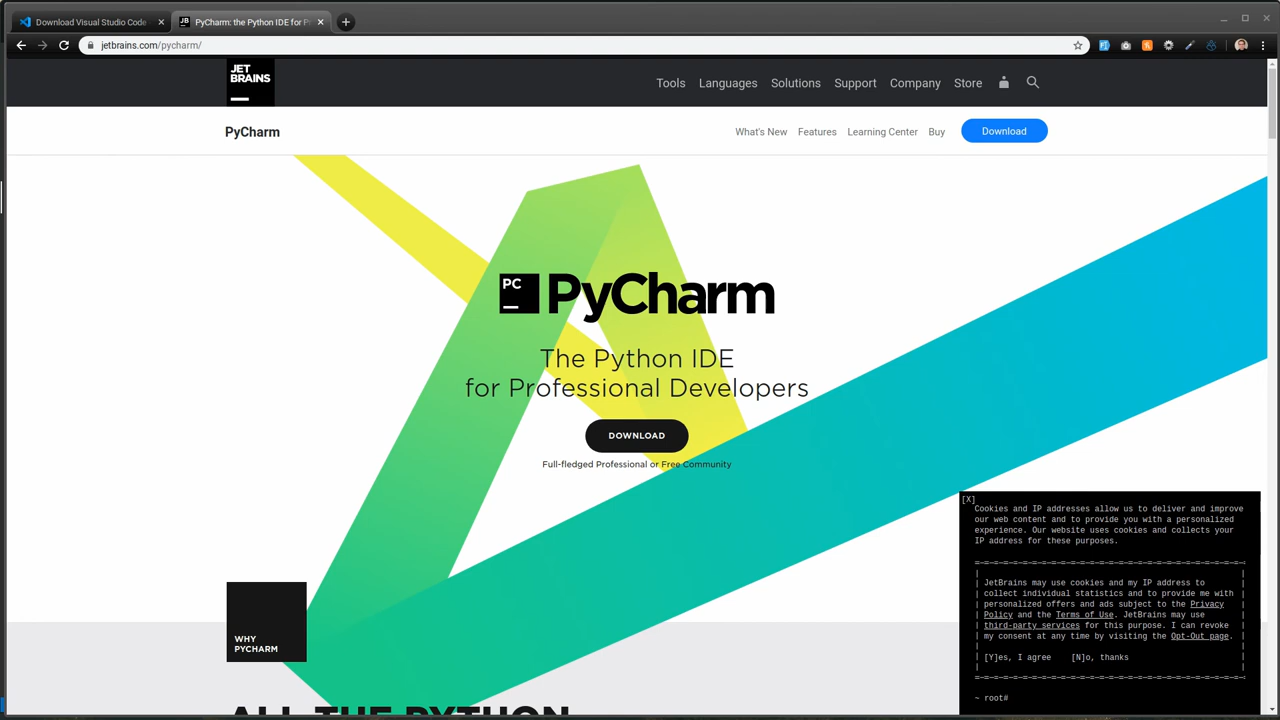 Download Visual Studio Code
PyCharm: the Python IDE for P
jetbrains.com/pycharm/
JET
BRAINS
Tools Languages Solutions Support Company Store
PyCharm
What's New Features Learning Center Buy Download
PC PyCharm
The Python IDE
for Professional Developers
DOWNLOAD
Full-fledged Professional or Free Community
WHY
PYCHARM
ALL THE PYTHON
[X]
Cookies and IP addresses allow us to deliver and improve
our web content and to provide you with a personalized
experience. Our website uses cookies and collects your
IP address for these purposes.
JetBrains may use cookies and my IP address to
collect individual statistics and to provide me with
personalized offers and ads subject to the Privacy
Policy and the Terms of Use. JetBrains may use
third-party services for this purpose. I can revoke
my consent at any time by visiting the Opt-Out page.
[Y]es, I agree [N]o, thanks
~ root#